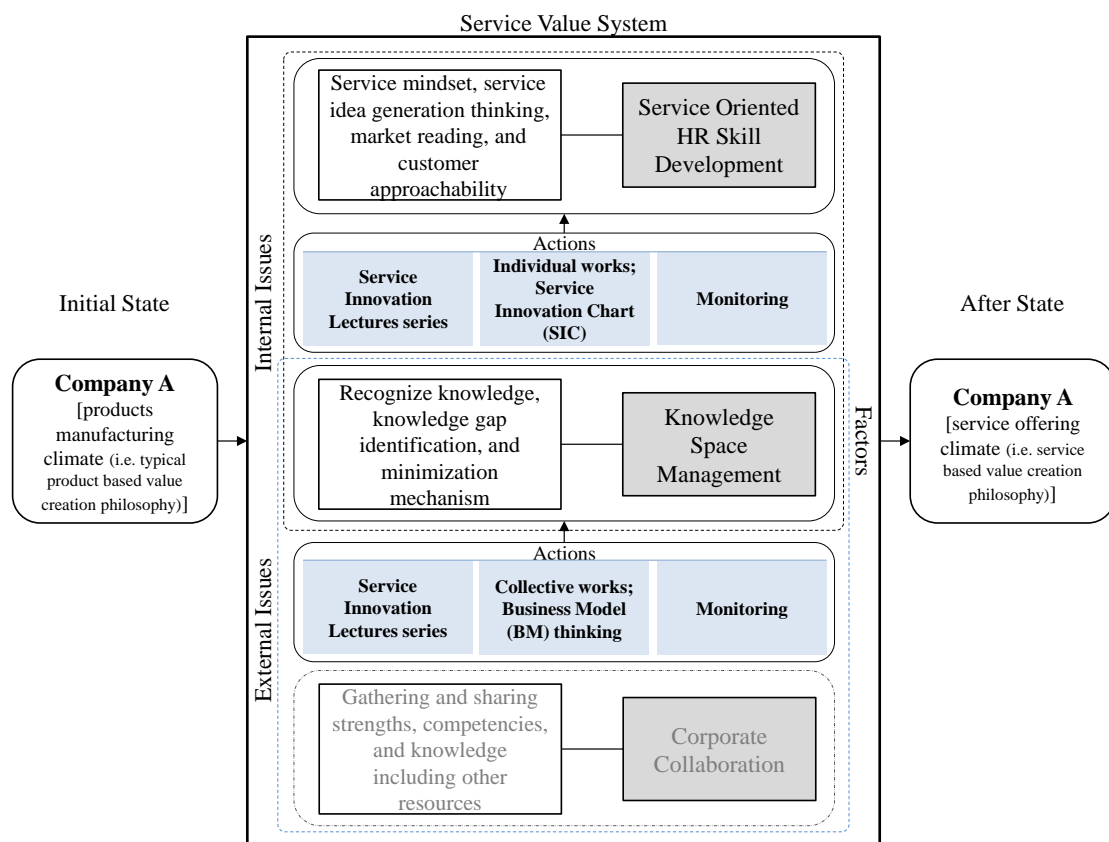 Service Value System
Service mindset, service
idea generation thinking,
market reading, and
customer
approachability
Service Oriented
HR Skill
Development
Internal Issues
Actions
Service
Innovation
Lectures series
Individual works;
Service
Innovation Chart
(SIC)
Monitoring
Initial State
Company A
[products
manufacturing
climate (i.e. typical
product based value
creation philosophy)]
Recognize knowledge,
knowledge gap
identification, and
minimization
mechanism
Knowledge
Space
Management
Factors
After State
Company A
[service offering
climate (i.e. service
based value creation
philosophy)]
External Issues
Actions
Service
Innovation
Lectures series
Collective works;
Business Model
(BM) thinking
Monitoring
Gathering and sharing
strengths, competencies,
and knowledge
including other
resources
Corporate
Collaboration